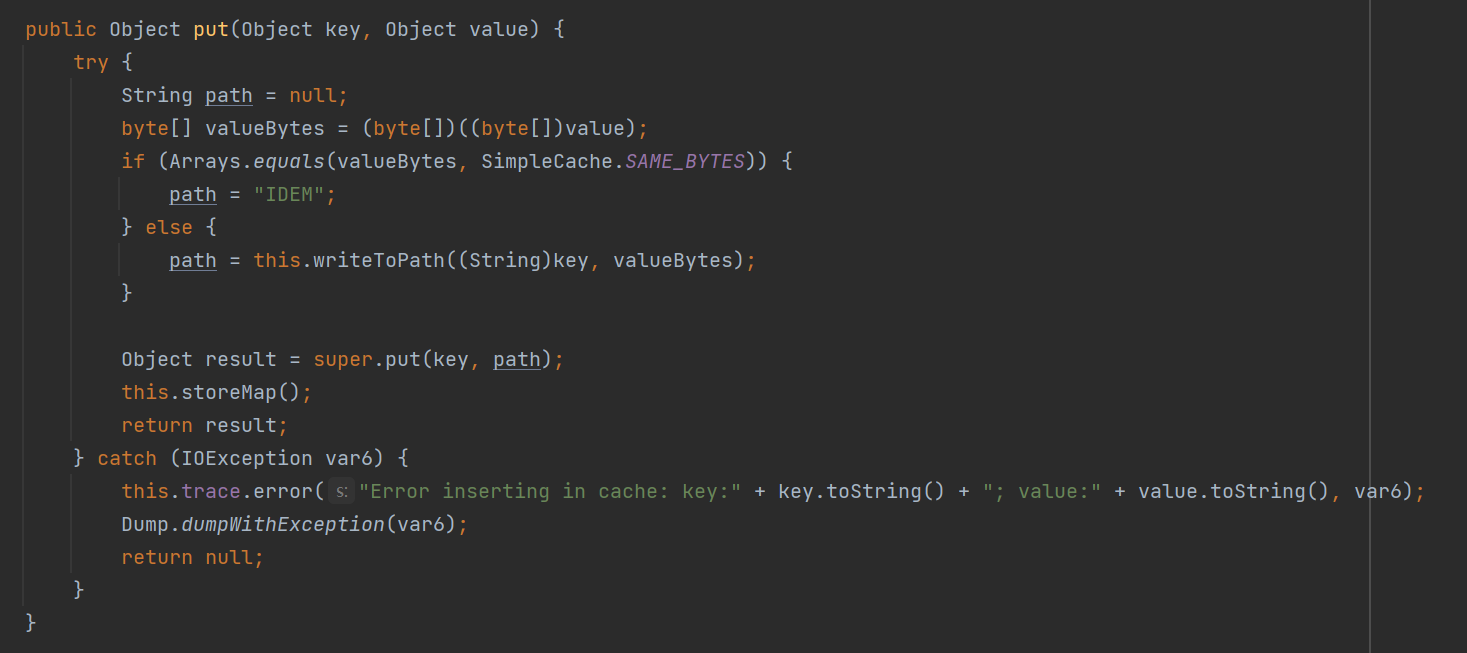 public Object put(Object key, Object value) {
    try {
        String path = null;
        byte[] valueBytes = (byte[])((byte[])value);
        if (Arrays.equals(valueBytes, SimpleCache.SAME_BYTES)) {
            path = "IDEM";
        } else {
            path = this.writeToPath((String)key, valueBytes);
        }

        Object result = super.put(key, path);
        this.storeMap();
        return result;
    } catch (IOException var6) {
        this.trace.error( s: "Error inserting in cache: key:" + key.toString() + "; value:" + value.toString(), var6);
        Dump.dumpWithException(var6);
        return null;
    }
}